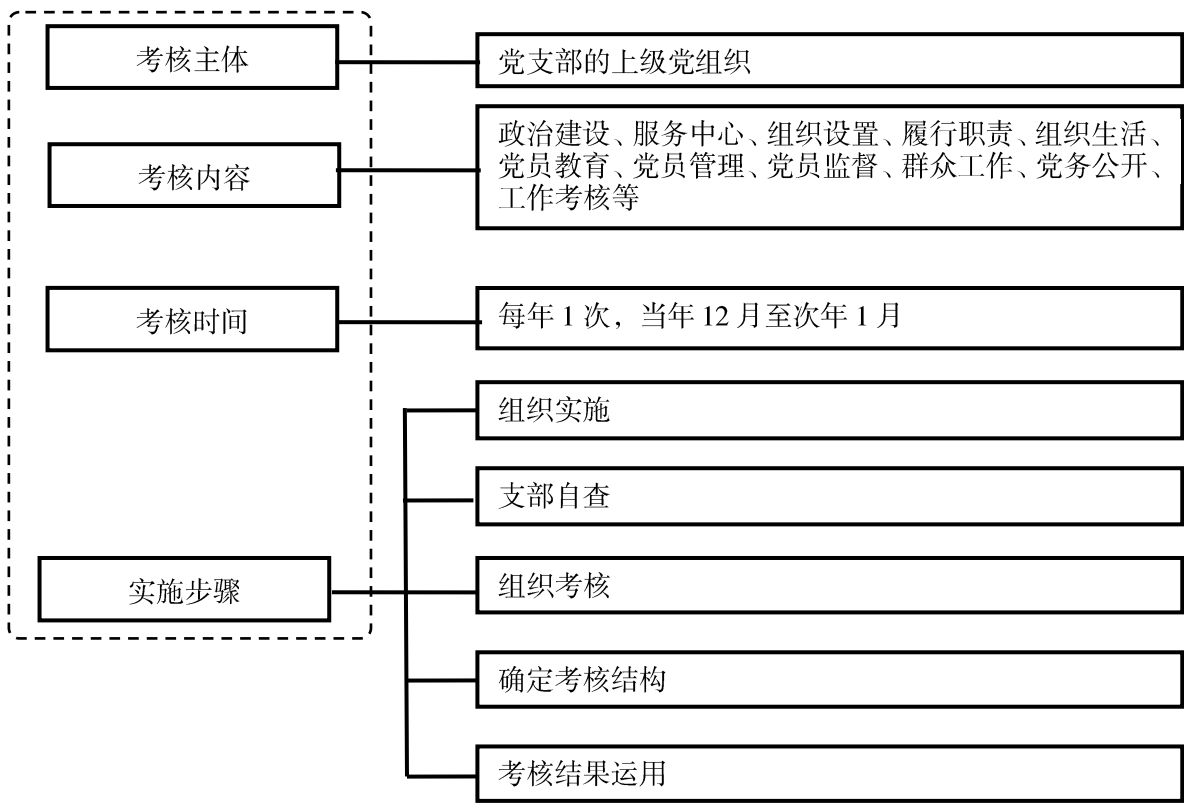 考核主体
党支部的上级党组织
考核内容
政治建设、服务中心、组织设置、履行职责、组织生活、
党员教育、党员管理、党员监督、群众工作、党务公开、
工作考核等
考核时间
每年 1 次，当年 12 月至次年 1 月
实施步骤
组织实施
支部自查
组织考核
确定考核结构
考核结果运用